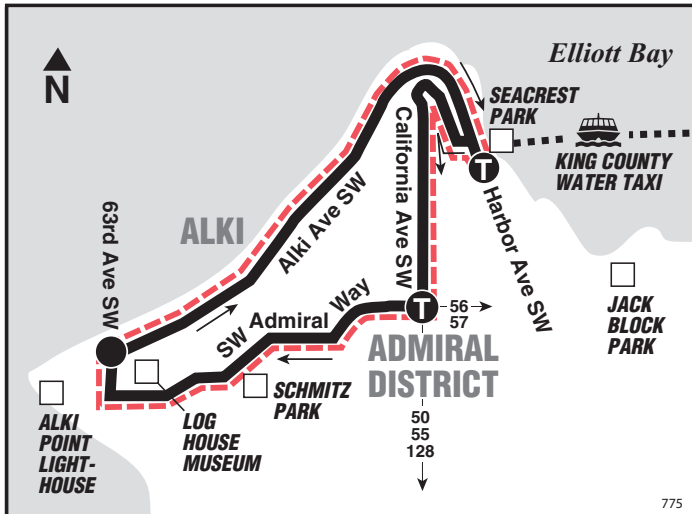 Elliott Bay
N
SEACREST
PARK
KING COUNTY
WATER TAXI
California Ave SW
T
Harbor Ave SW
Alki Ave SW
ALKI
63rd Ave SW
JACK
BLOCK
PARK
T
56
57
SW Admiral Way
ADMIRAL
DISTRICT
SCHMITZ
PARK
LOG
HOUSE
MUSEUM
ALKI
POINT
LIGHT-
HOUSE
50
55
128
775